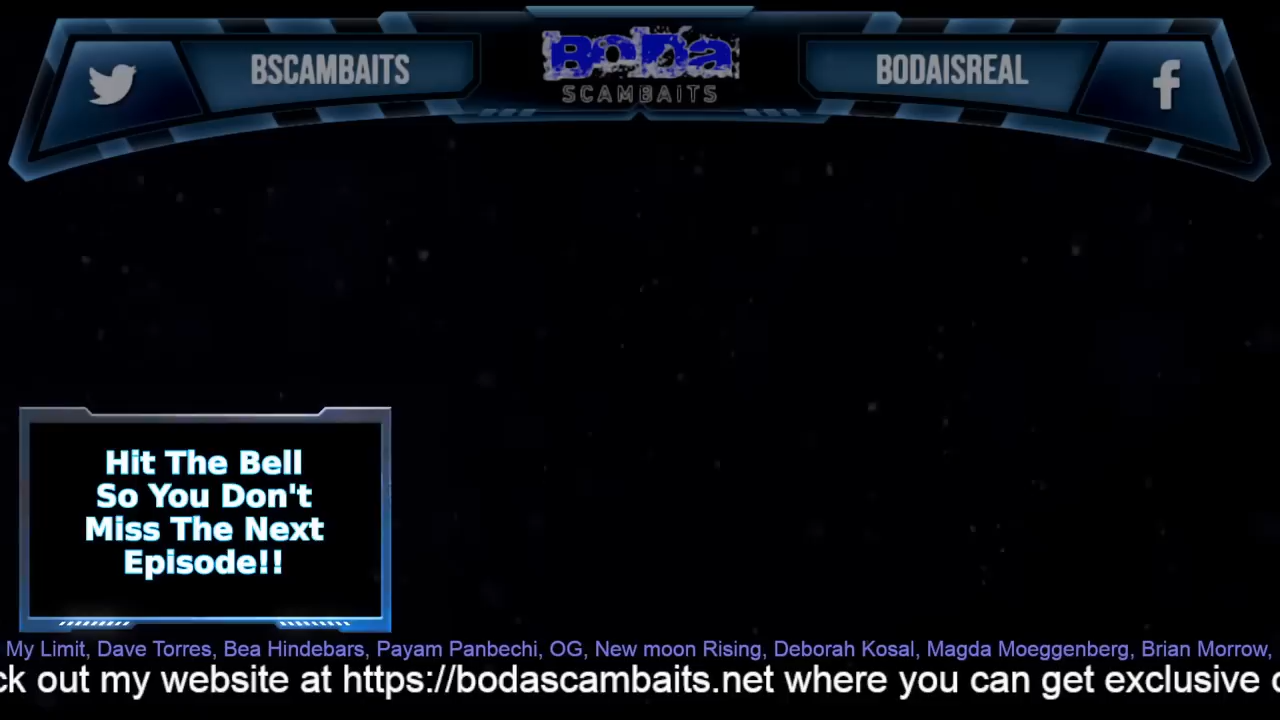 BSCAMBAITS
BoDa
SCAMBAITS
BODAISREAL
Hit The Bell
So You Don't
Miss The Next
Episode!!
My Limit, Dave Torres, Bea Hindebars, Payam Panbechi, OG, New moon Rising, Deborah Kosal, Magda Moeggenberg, Brian Morrow,
ck out my website at https://bodascambaits.net where you can get exclusive